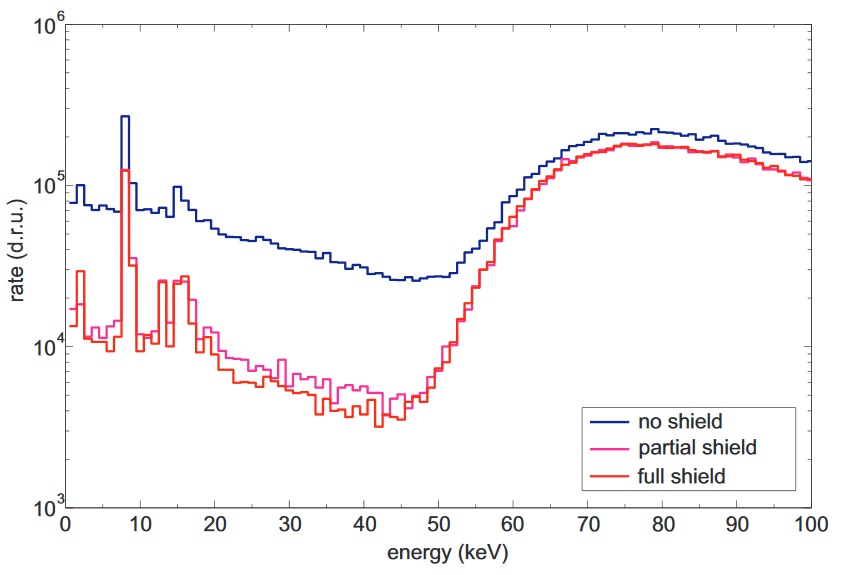 10^6
10^5
10^4
10^3
rate (d.r.u.)
no shield
partial shield
full shield
0 10 20 30 40 50 60 70 80 90 100
energy (keV)